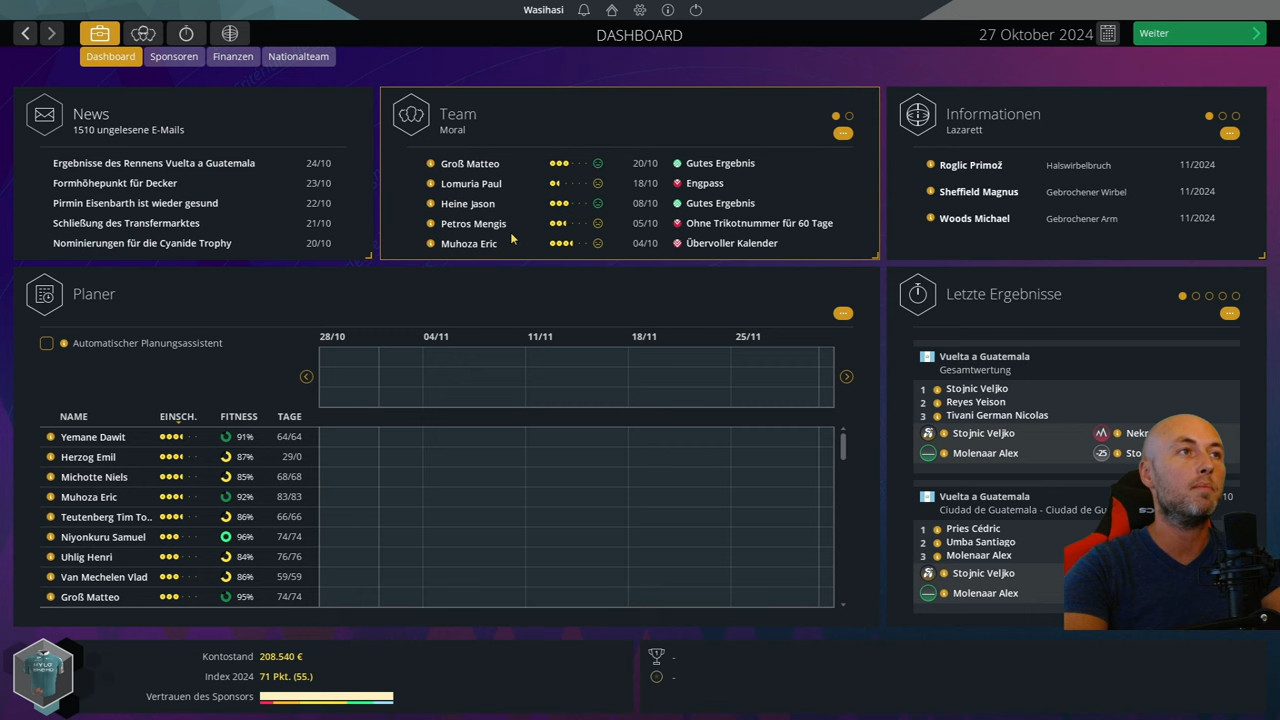 Wasihasi
DASHBOARD
27 Oktober 2024
Weiter
Dashboard
Sponsoren
Finanzen
Nationalteam
News
1510 ungelesene E-Mails
Ergebnisse des Rennens Vuelta a Guatemala 24/10
Formhöhepunkt für Decker 23/10
Pirmin Eisenbarth ist wieder gesund 22/10
Schließung des Transfermarktes 21/10
Nominierungen für die Cyanide Trophy 20/10
Team
Moral
Groß Matteo 20/10 Gutes Ergebnis
Lomuria Paul 18/10 Engpass
Heine Jason 08/10 Gutes Ergebnis
Petros Mengis 05/10 Ohne Trikotnummer für 60 Tage
Muhoza Eric 04/10 Übervoller Kalender
Informationen
Lazarett
Roglic Primož Halswirbelbruch 11/2024
Sheffield Magnus Gebrochener Wirbel 11/2024
Woods Michael Gebrochener Arm 11/2024
Planer
Automatischer Planungsassistent
28/10 04/11 11/11 18/11 25/11
NAME EINSCH. FITNESS TAGE
Yemane Dawit 91% 64/64
Herzog Emil 87% 29/0
Michotte Niels 85% 68/68
Muhoza Eric 92% 83/83
Teutenberg Tim To.. 86% 66/66
Niyonkuru Samuel 96% 74/74
Uhlig Henri 84% 76/76
Van Mechelen Vlad 86% 59/59
Groß Matteo 95% 74/74
Letzte Ergebnisse
Vuelta a Guatemala
Gesamtwertung
1 Stojnic Veljko
2 Reyes Yeison
3 Tivani German Nicolas
Stojnic Veljko Nekr
Molenaar Alex -25 Sto
Vuelta a Guatemala 10
Ciudad de Guatemala - Ciudad de Gu
1 Pries Cédric
2 Umba Santiago
3 Molenaar Alex
Stojnic Veljko
Molenaar Alex
Kontostand 208.540 €
Index 2024 71 Pkt. (55.)
Vertrauen des Sponsors
-
-